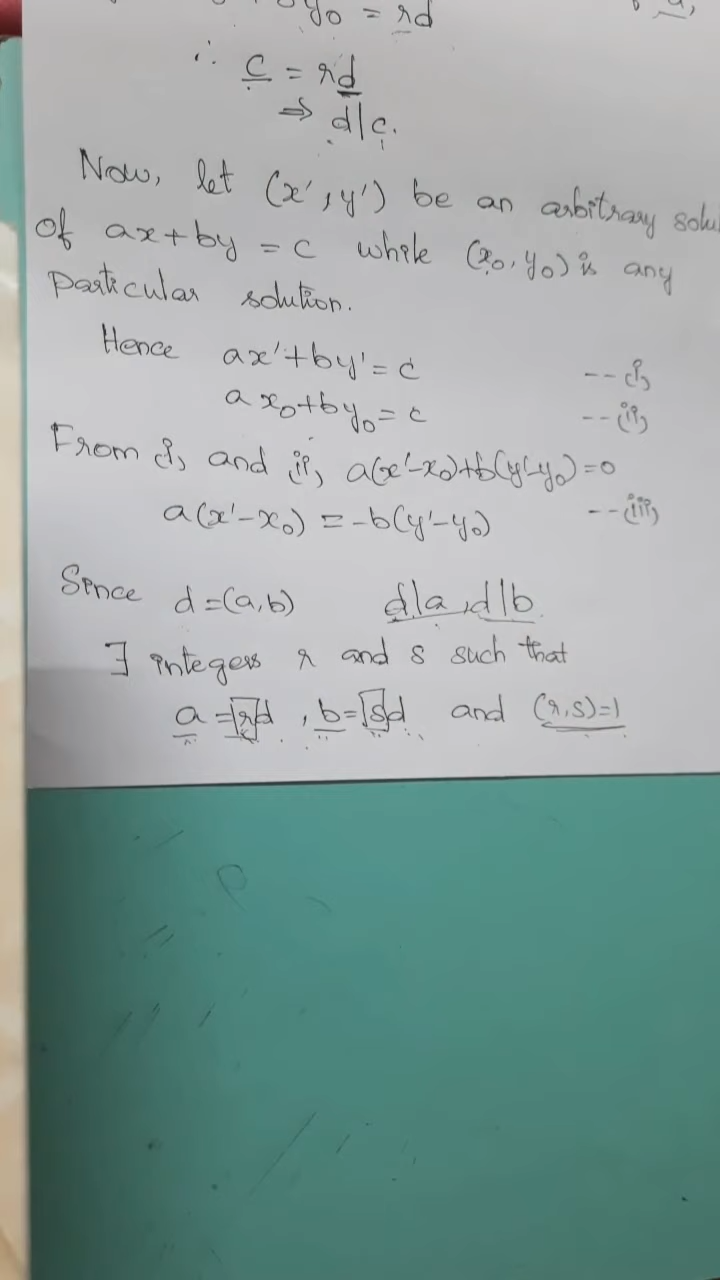 y₀ = rd
∴ c = rd
⇒ d|c.
Now, let (x', y') be an arbitrary
of ax+by = c while (x₀, y₀) is any
particular solution.
Hence ax'+by' = c --(i)
ax₀+by₀ = c --(ii)
From (i) and (ii), a(x'-x₀)+b(y'-y₀)=0
a(x'-x₀) = -b(y'-y₀) --(iii)
Since d=(a,b) d|a, d|b
∃ integers r and s such that
a = rd, b = sd and (r,s)=1